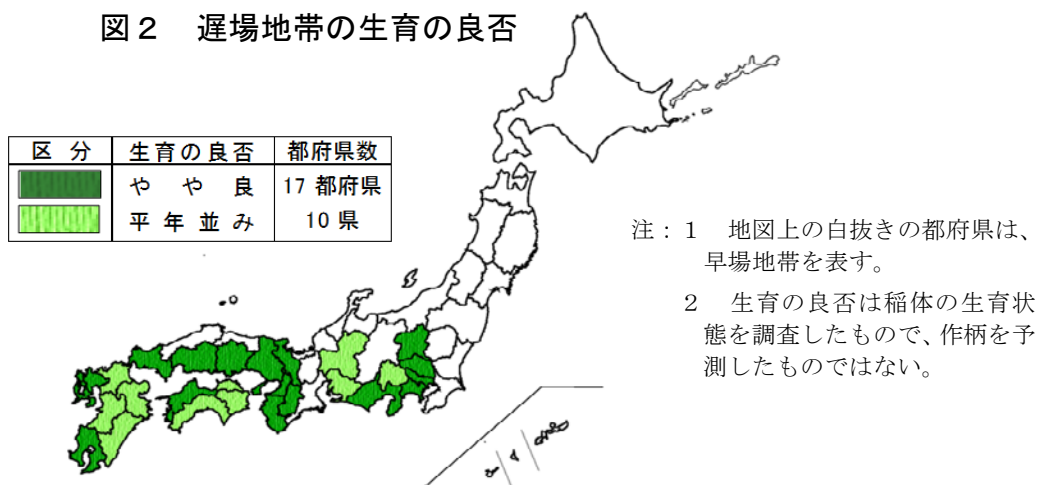 図２　遅場地帯の生育の良否
区　分　生育の良否　都府県数
や　や　良　17 都府県
平 年 並 み　10 県
注：１　地図上の白抜きの都府県は、
早場地帯を表す。
２　生育の良否は稲体の生育状
態を調査したもので、作柄を予
測したものではない。